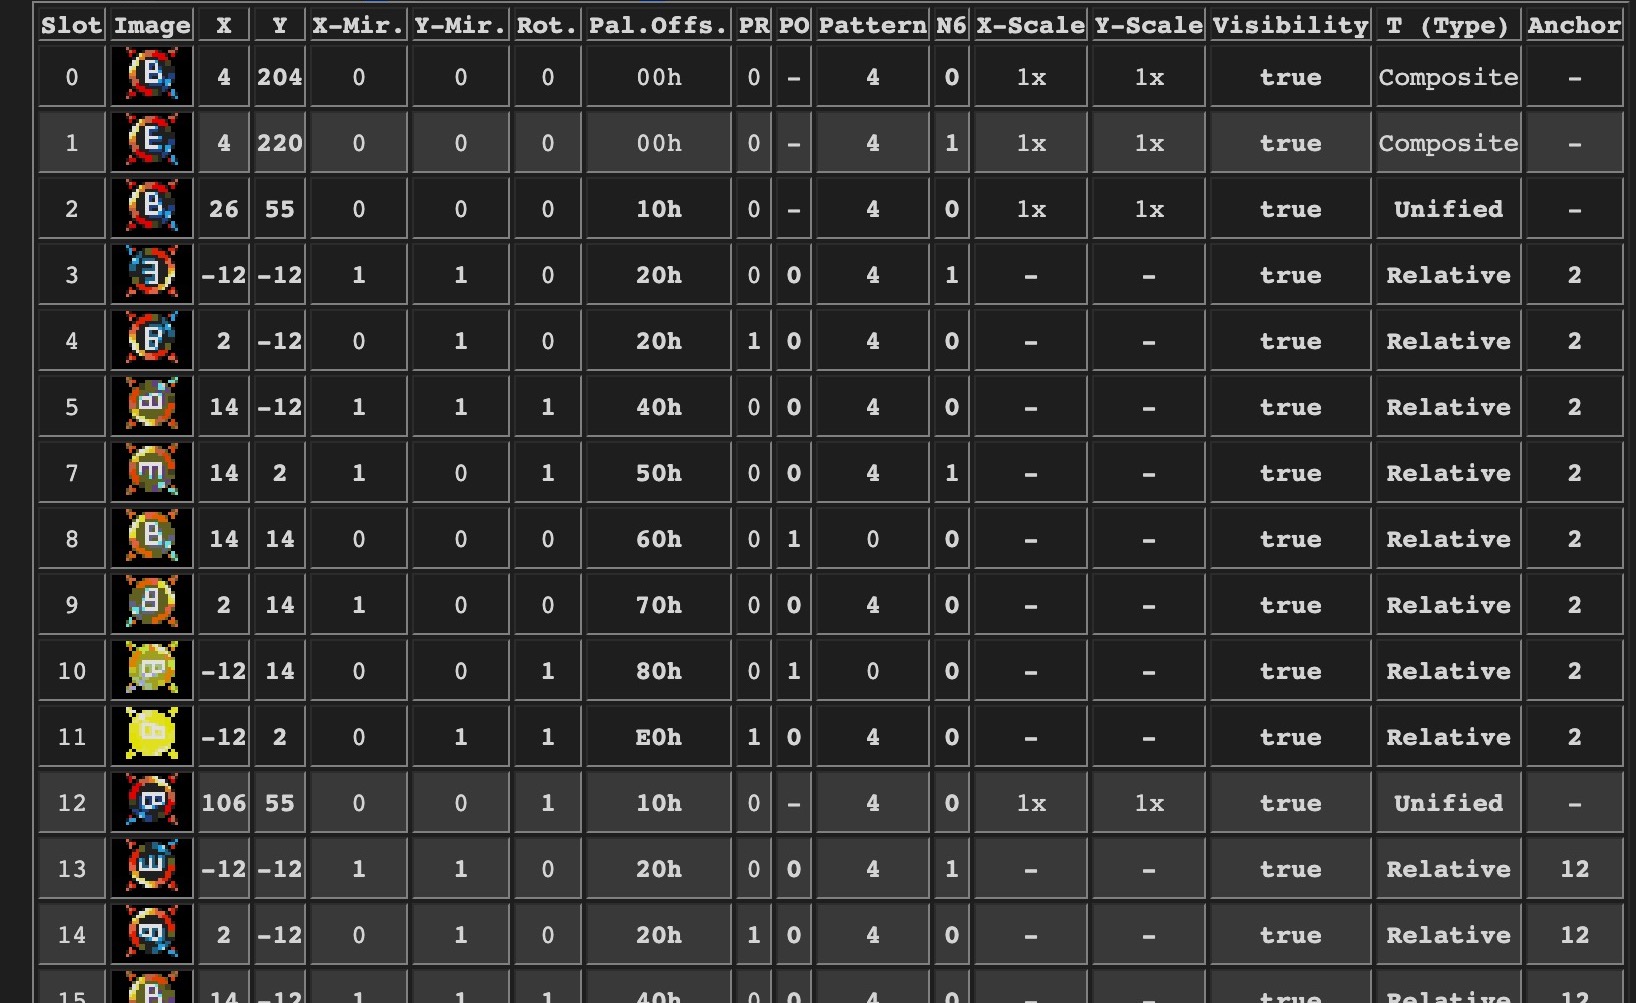 Slot Image X Y X-Mir. Y-Mir. Rot. Pal.Offs. PR PO Pattern N6 X-Scale Y-Scale Visibility T (Type) Anchor
0 B 4 204 0 0 0 00h 0 - 4 0 1x 1x true Composite -
1 E 4 220 0 0 0 00h 0 - 4 1 1x 1x true Composite -
2 B 26 55 0 0 0 10h 0 - 4 0 1x 1x true Unified -
3 E -12 -12 1 1 0 20h 0 0 4 1 - - true Relative 2
4 B 2 -12 0 1 0 20h 1 0 4 0 - - true Relative 2
5 B 14 -12 1 1 1 40h 0 0 4 0 - - true Relative 2
7 E 14 2 1 0 1 50h 0 0 4 1 - - true Relative 2
8 B 14 14 0 0 0 60h 0 1 0 0 - - true Relative 2
9 B 2 14 1 0 0 70h 0 0 4 0 - - true Relative 2
10 B -12 14 0 0 1 80h 0 1 0 0 - - true Relative 2
11 B -12 2 0 1 1 E0h 1 0 4 0 - - true Relative 2
12 B 106 55 0 0 1 10h 0 - 4 0 1x 1x true Unified -
13 E -12 -12 1 1 0 20h 0 0 4 1 - - true Relative 12
14 B 2 -12 0 1 0 20h 1 0 4 0 - - true Relative 12
15 B 14 -12 1 1 1 40h 0 0 4 0 - - true Relative 12